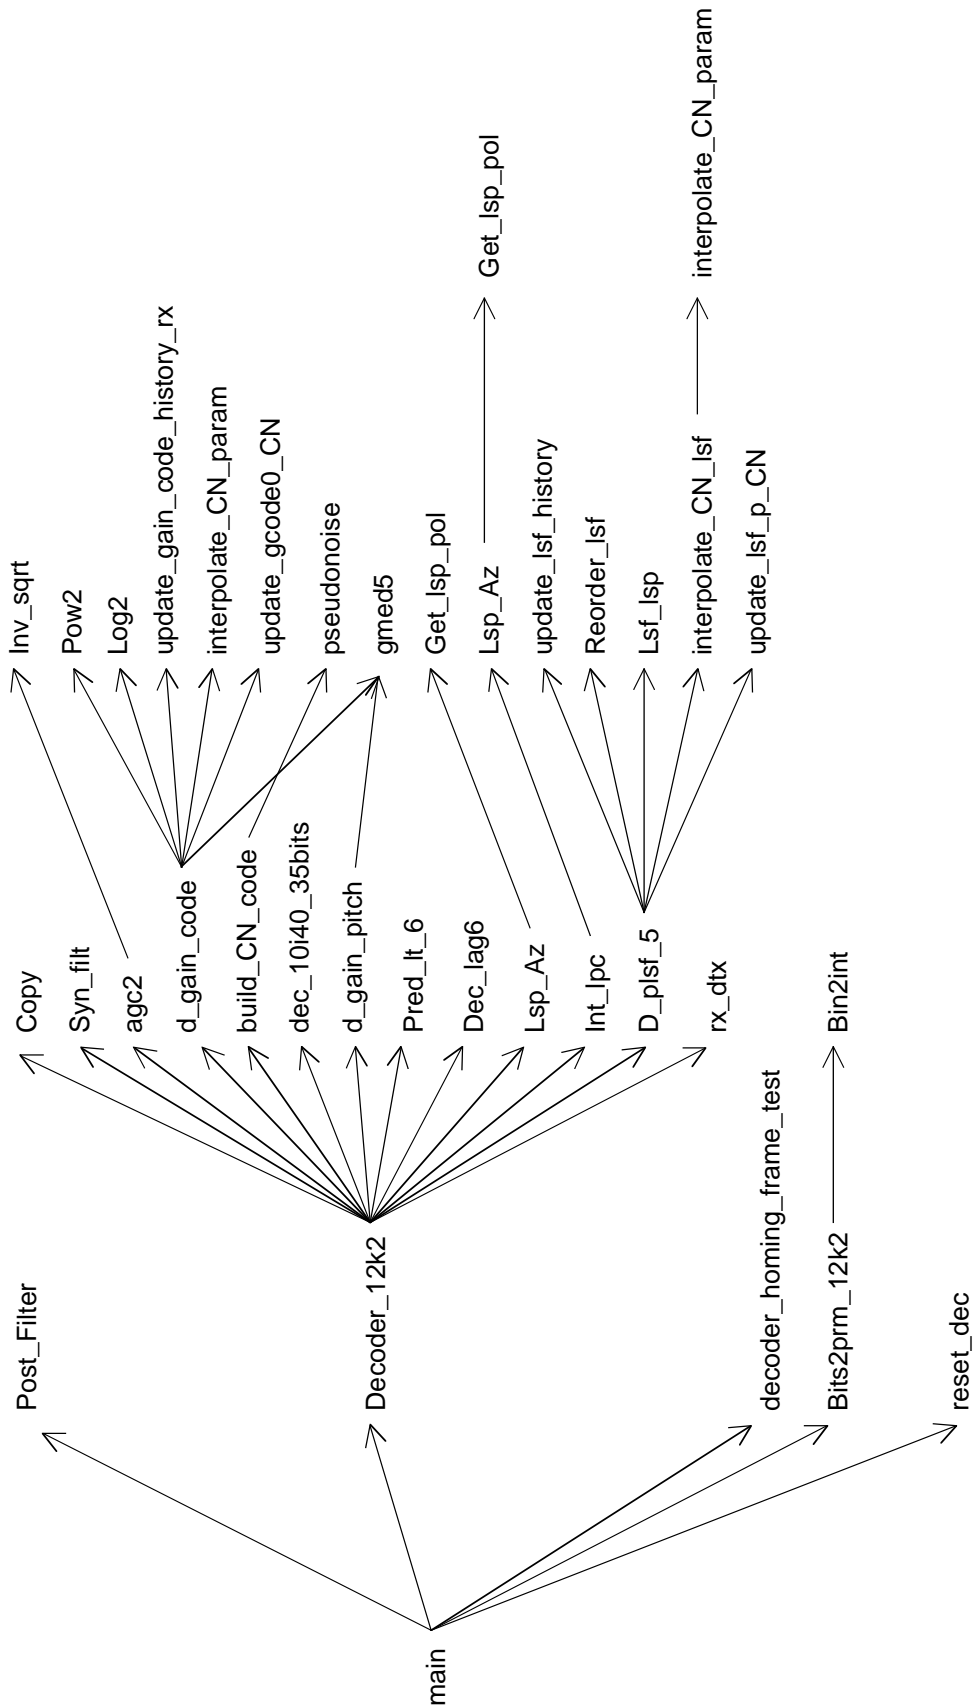 main
Post_Filter
Decoder_12k2
decoder_homing_frame_test
Bits2prm_12k2
reset_dec
Copy
Syn_filt
agc2
d_gain_code
build_CN_code
dec_10i40_35bits
d_gain_pitch
Pred_lt_6
Dec_lag6
Lsp_Az
Int_lpc
D_plsf_5
rx_dtx
Bin2int
Inv_sqrt
Pow2
Log2
update_gain_code_history_rx
interpolate_CN_param
update_gcode0_CN
pseudonoise
gmed5
Get_lsp_pol
Lsp_Az
update_lsf_history
Reorder_lsf
Lsf_lsp
interpolate_CN_lsf
update_lsf_p_CN
Get_lsp_pol
interpolate_CN_param